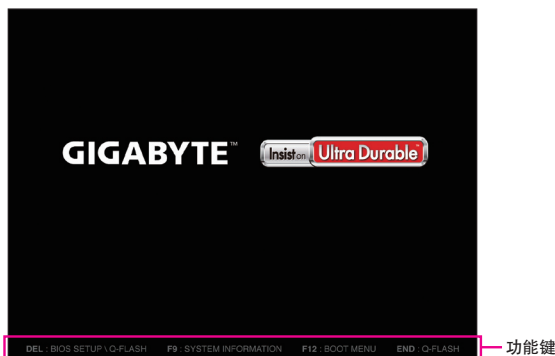 GIGABYTE™
Insist on Ultra Durable™
DEL : BIOS SETUP \ Q-FLASH F9 : SYSTEM INFORMATION F12 : BOOT MENU END : Q-FLASH
功能键